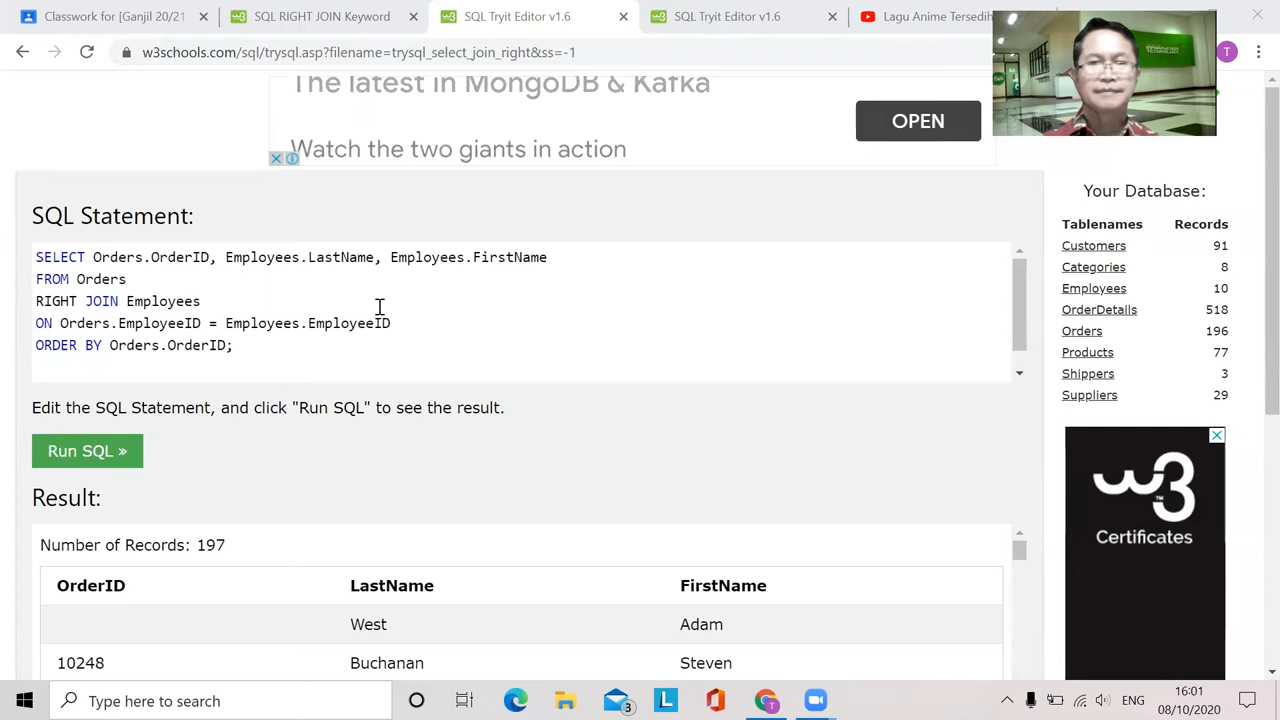 Classroom for [Ganjil 20/21
SQL RIGHT JOIN Keyword
SQL Tryit Editor v1.6
SQL Tryit Editor v1.6
Lagu Anime Tersedih
w3schools.com/sql/trysql.asp?filename=trysql_select_join_right&ss=-1
T
The latest in MongoDB & Kafka
Watch the two giants in action
OPEN
SQL Statement:
SELECT Orders.OrderID, Employees.LastName, Employees.FirstName
FROM Orders
RIGHT JOIN Employees
ON Orders.EmployeeID = Employees.EmployeeID
ORDER BY Orders.OrderID;
Edit the SQL Statement, and click "Run SQL" to see the result.
Run SQL »
Result:
Number of Records: 197
OrderID LastName FirstName
West Adam
10248 Buchanan Steven
Your Database:
Tablenames Records
Customers 91
Categories 8
Employees 10
OrderDetails 518
Orders 196
Products 77
Shippers 3
Suppliers 29
w3
TM
Certificates
Type here to search
3
L
T
ENG
16:01
08/10/2020